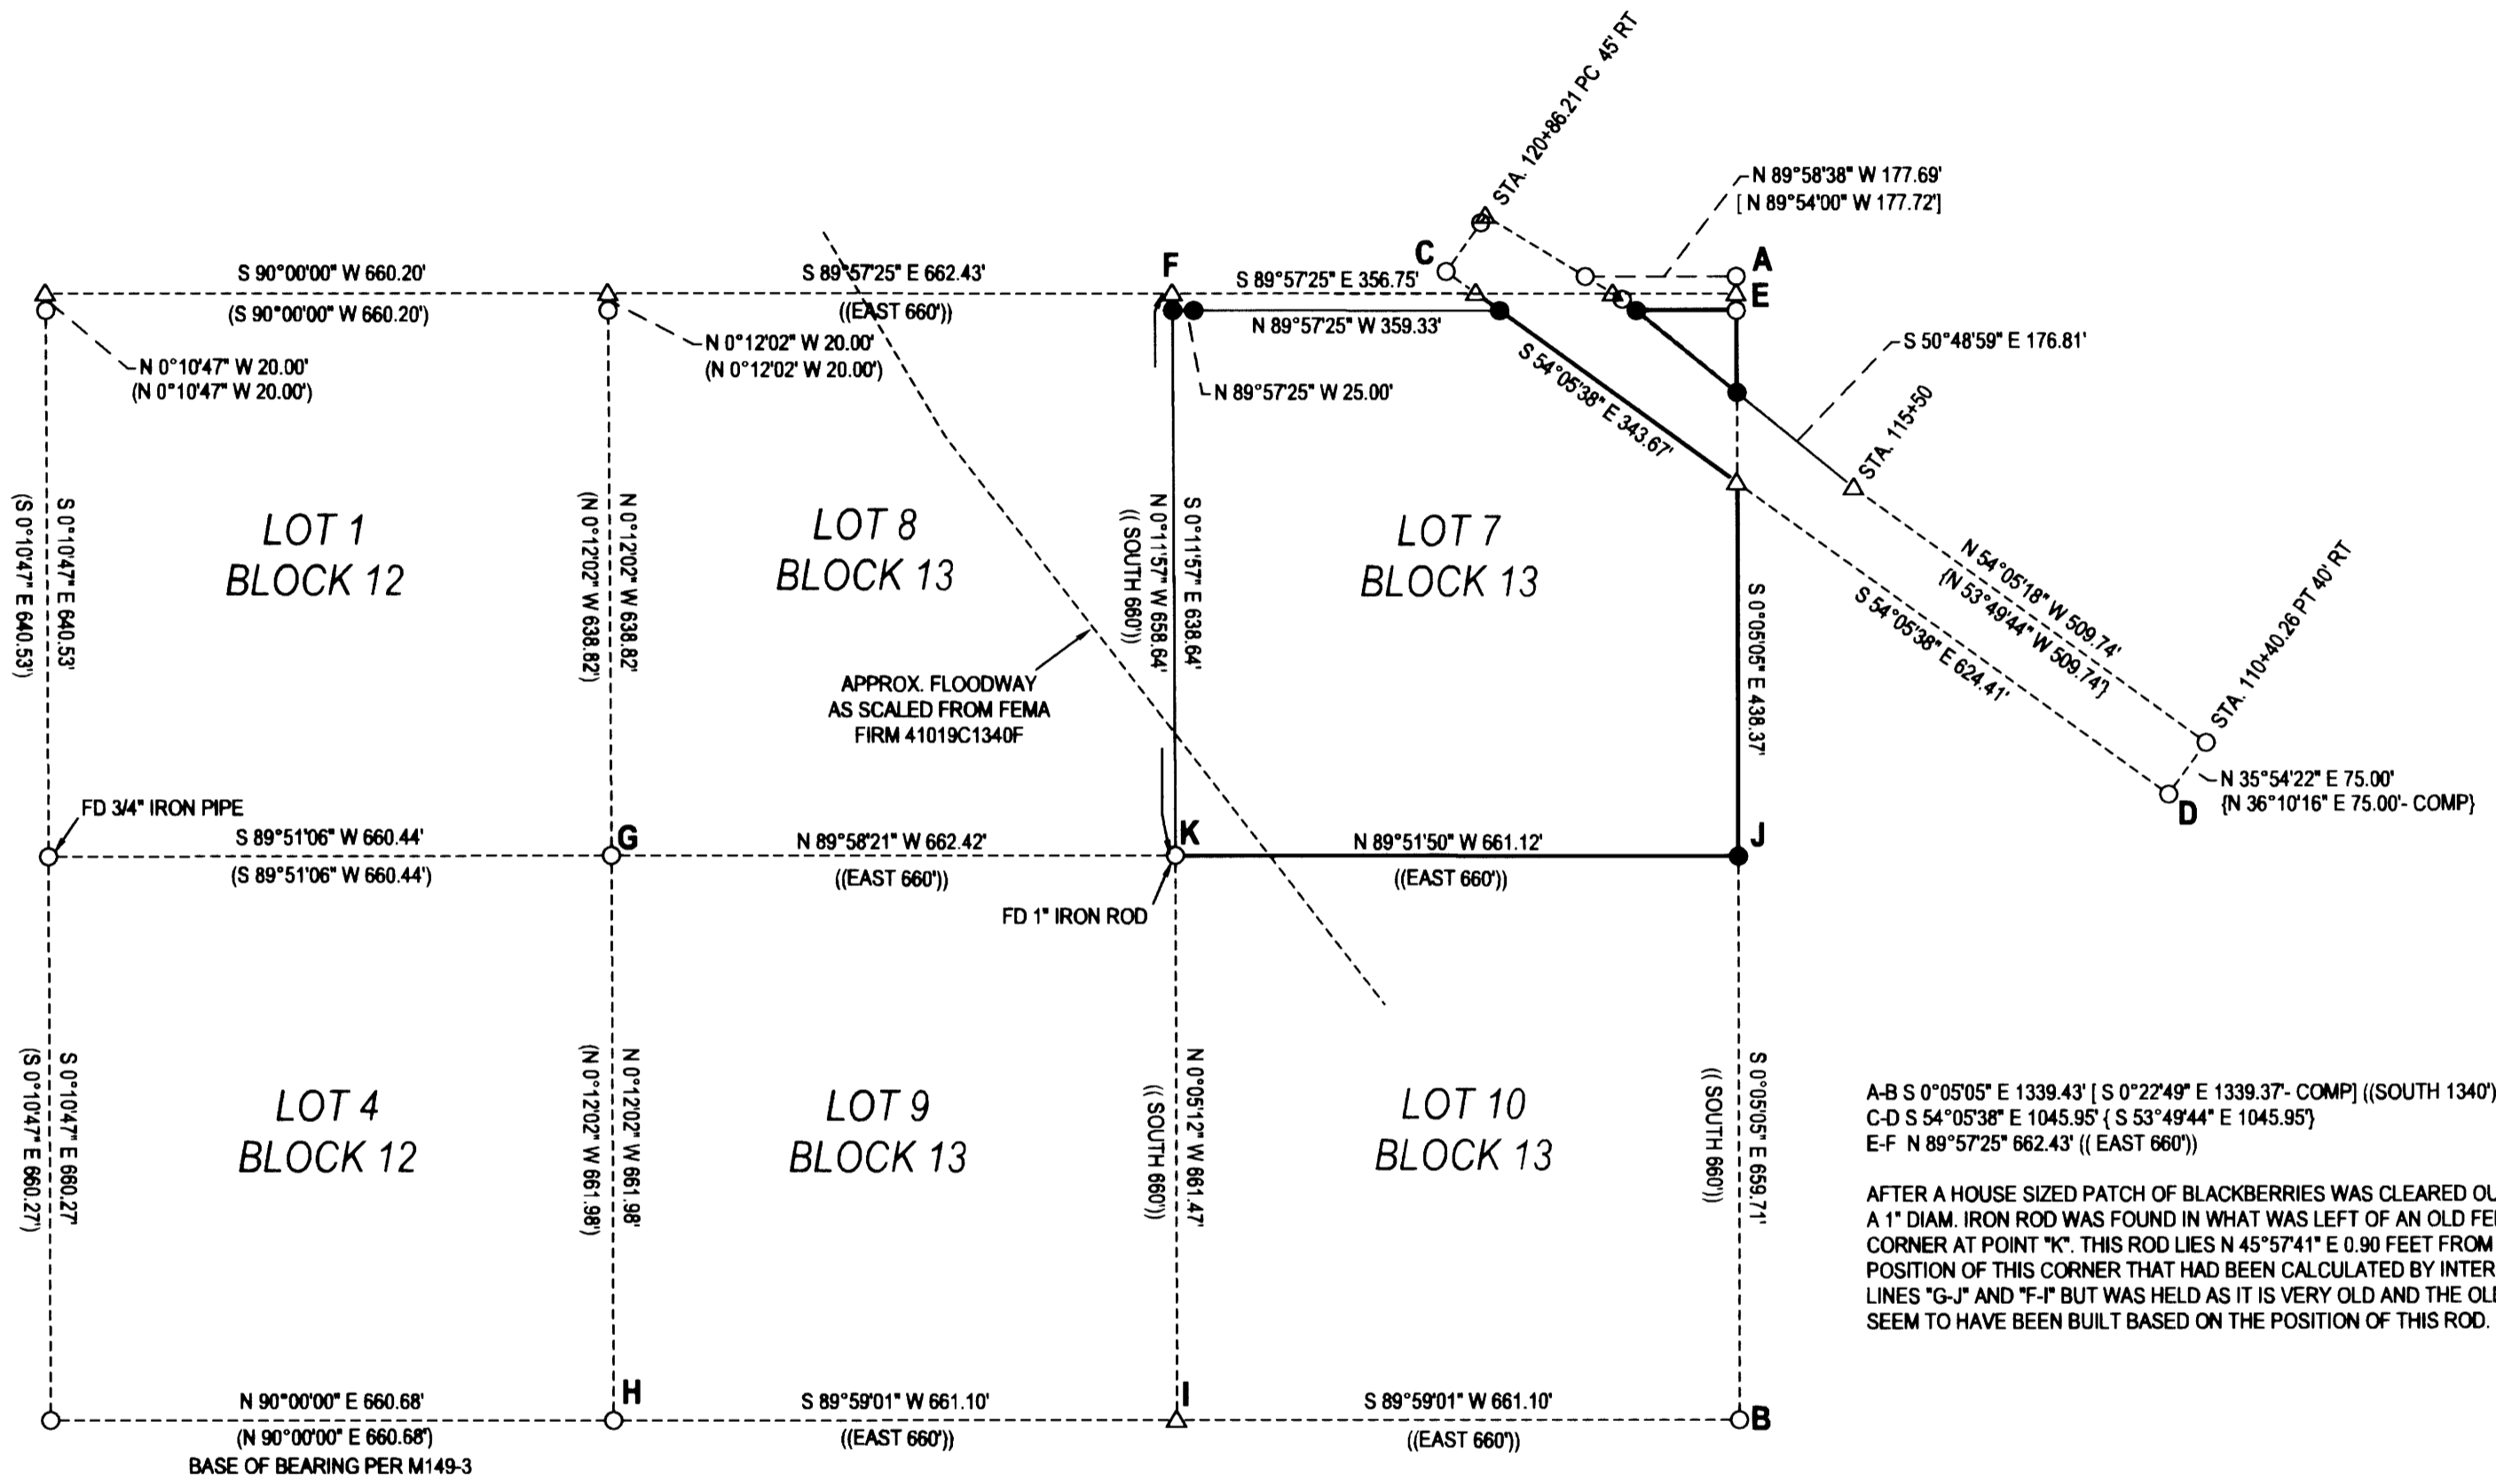 STA. 120+86.21 PC 45' RT
N 89°58'38" W 177.69'
[ N 89°54'00" W 177.72']
C
A
F
E
S 90°00'00" W 660.20'
(S 90°00'00" W 660.20')
S 89°57'25" E 662.43'
((EAST 660'))
S 89°57'25" E 356.75'
N 89°57'25" W 359.33'
N 0°10'47" W 20.00'
(N 0°10'47" W 20.00')
N 0°12'02" W 20.00'
(N 0°12'02' W 20.00')
N 89°57'25" W 25.00'
S 54°05'38" E 343.67'
S 50°48'59" E 176.81'
STA. 115+50
S 0°10'47" E 640.53'
(S 0°10'47" E 640.53')
LOT 1
BLOCK 12
N 0°12'02" W 638.82'
(N 0°12'02" W 638.82')
LOT 8
BLOCK 13
S 0°11'57" E 638.64'
N 0°11'57" W 658.64'
(( SOUTH 660'))
LOT 7
BLOCK 13
S 0°05'05" E 438.37'
N 54°05'18" W 509.74'
{N 53°49'44" W 509.74'}
S 54°05'38" E 624.41'
STA. 110+40.26 PT 40' RT
N 35°54'22" E 75.00'
{N 36°10'16" E 75.00'- COMP}
D
APPROX. FLOODWAY
AS SCALED FROM FEMA
FIRM 41019C1340F
FD 3/4" IRON PIPE
S 89°51'06" W 660.44'
(S 89°51'06" W 660.44')
G
N 89°58'21" W 662.42'
((EAST 660'))
K
N 89°51'50" W 661.12'
((EAST 660'))
J
FD 1" IRON ROD
S 0°10'47" E 660.27'
(S 0°10'47" E 660.27')
LOT 4
BLOCK 12
N 0°12'02" W 661.98'
(N 0°12'02" W 661.98')
LOT 9
BLOCK 13
N 0°05'12" W 661.47'
(( SOUTH 660'))
LOT 10
BLOCK 13
S 0°05'05" E 659.71'
(( SOUTH 660'))
A-B S 0°05'05" E 1339.43' [ S 0°22'49" E 1339.37'- COMP] ((SOUTH 1340')
C-D S 54°05'38" E 1045.95' { S 53°49'44" E 1045.95'}
E-F N 89°57'25" 662.43' (( EAST 660'))
AFTER A HOUSE SIZED PATCH OF BLACKBERRIES WAS CLEARED
A 1" DIAM. IRON ROD WAS FOUND IN WHAT WAS LEFT OF AN OLD
CORNER AT POINT "K". THIS ROD LIES N 45°57'41" E 0.90 FEET FROM
POSITION OF THIS CORNER THAT HAD BEEN CALCULATED BY
LINES "G-J" AND "F-I" BUT WAS HELD AS IT IS VERY OLD AND THE
SEEM TO HAVE BEEN BUILT BASED ON THE POSITION OF THIS ROD.
N 90°00'00" E 660.68'
(N 90°00'00" E 660.68')
BASE OF BEARING PER M149-3
H
S 89°59'01" W 661.10'
((EAST 660'))
I
S 89°59'01" W 661.10'
((EAST 660'))
B